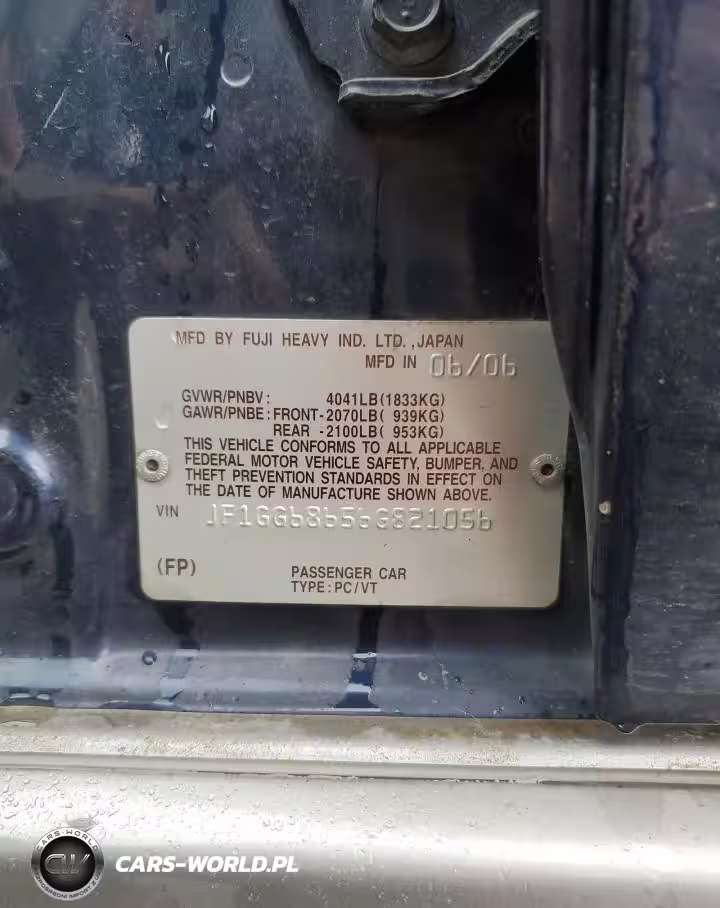 MFD BY FUJI HEAVY IND. LTD., JAPAN
MFD IN 06/06
GVWR/PNBV: 4041LB(1833KG)
GAWR/PNBE: FRONT-2070LB( 939KG)
REAR -2100LB( 953KG)
THIS VEHICLE CONFORMS TO ALL APPLICABLE
FEDERAL MOTOR VEHICLE SAFETY, BUMPER, AND
THEFT PREVENTION STANDARDS IN EFFECT ON
THE DATE OF MANUFACTURE SHOWN ABOVE.
VIN JF1GG68656G821056
(FP) PASSENGER CAR
TYPE: PC/VT
CARS-WORLD
CW
CARS-WORLD.PL